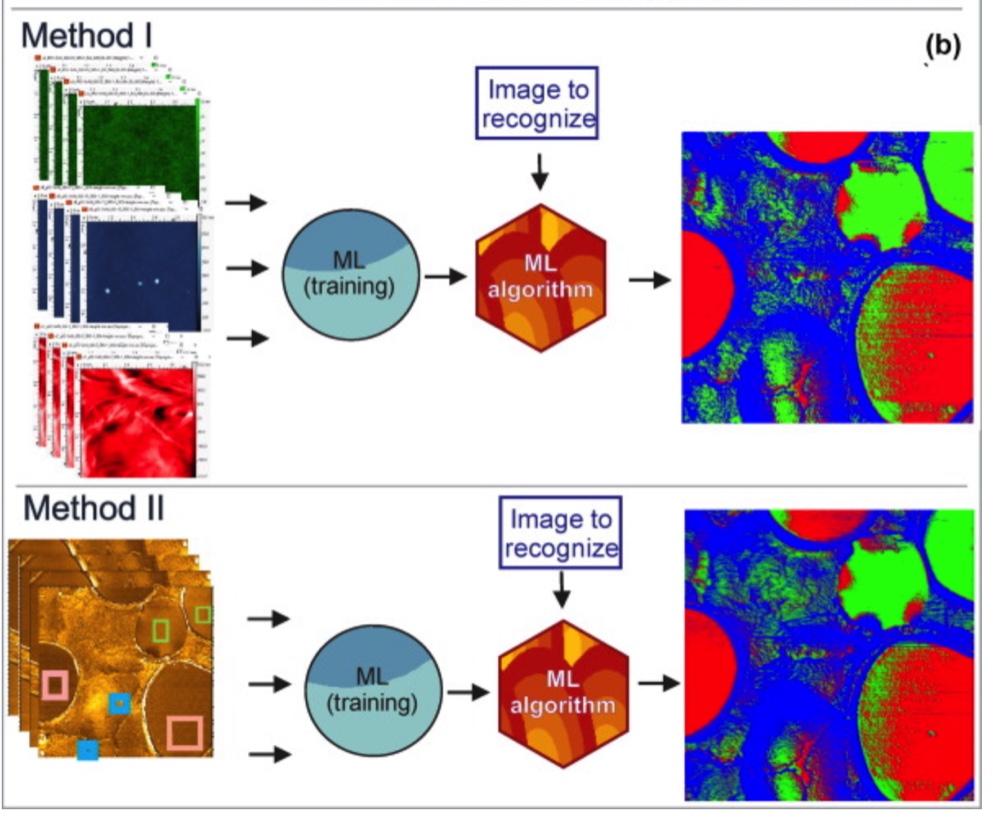 Method I
(b)
Image to
recognize
ML
(training)
ML
algorithm
Method II
Image to
recognize
ML
(training)
ML
algorithm